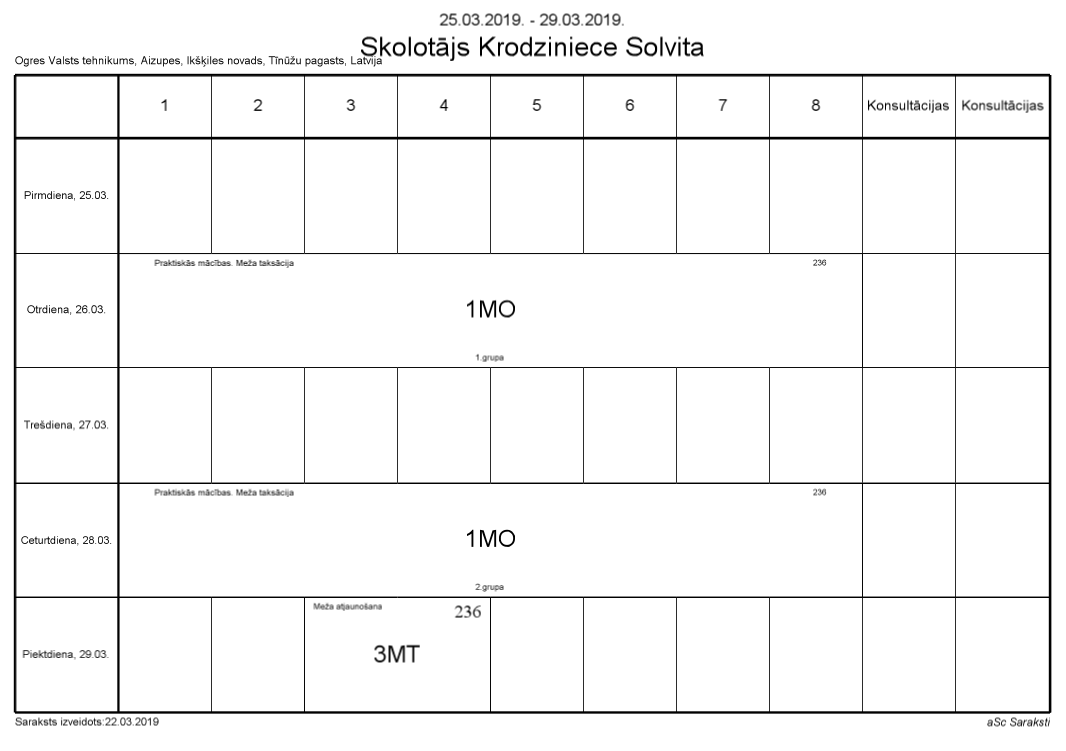 25.03.2019. - 29.03.2019.
Skolotājs Krodziniece Solvita
Ogres Valsts tehnikums, Aizupes, Ikšķiles novads, Tīnūžu pagasts, Latvija
1 2 3 4 5 6 7 8 Konsultācijas Konsultācijas
Pirmdiena, 25.03.
Praktiskās mācības. Meža taksācija 236
Otrdiena, 26.03. 1MO
1.grupa
Trešdiena, 27.03.
Praktiskās mācības. Meža taksācija 236
Ceturtdiena, 28.03. 1MO
2.grupa
Meža atjaunošana 236
Piektdiena, 29.03. 3MT
Saraksts izveidots:22.03.2019 aSc Saraksti